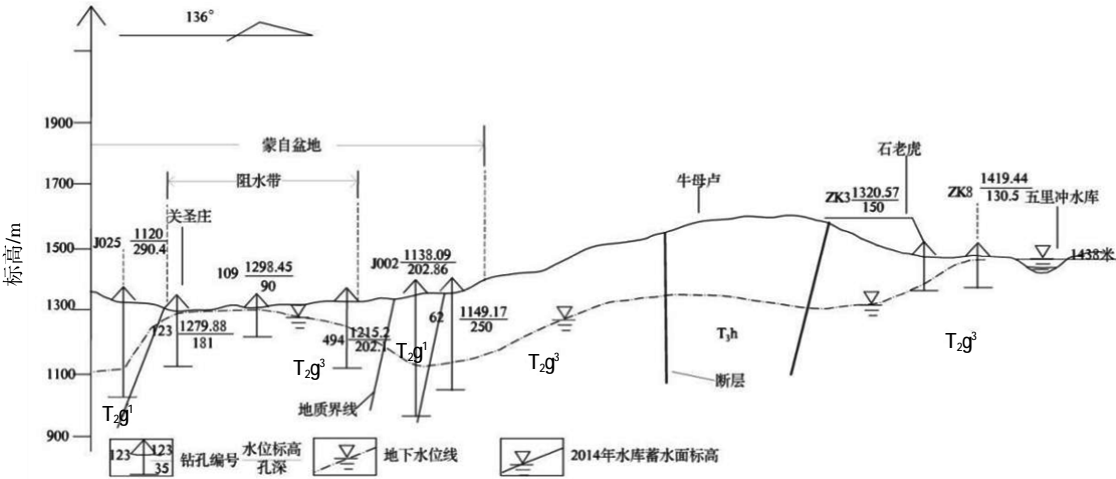 136°
标高/m
1900
1700
1500
1300
1100
900
蒙自盆地
阻水带
关圣庄
牛母卢
石老虎
五里冲水库
1438米
J025 1120
290.4
123 1279.88
181
109 1298.45
90
494 1215.2
202.
J002 1138.09
202.86
62 1149.17
250
ZK3 1320.57
150
ZK8 1419.44
130.5
T₂g¹
T₂g³
T₂g¹
T₂g³
T₃h
T₂g³
地质界线
断层
123 123
35
钻孔编号 水位标高
孔深
地下水位线
2014年水库蓄水面标高